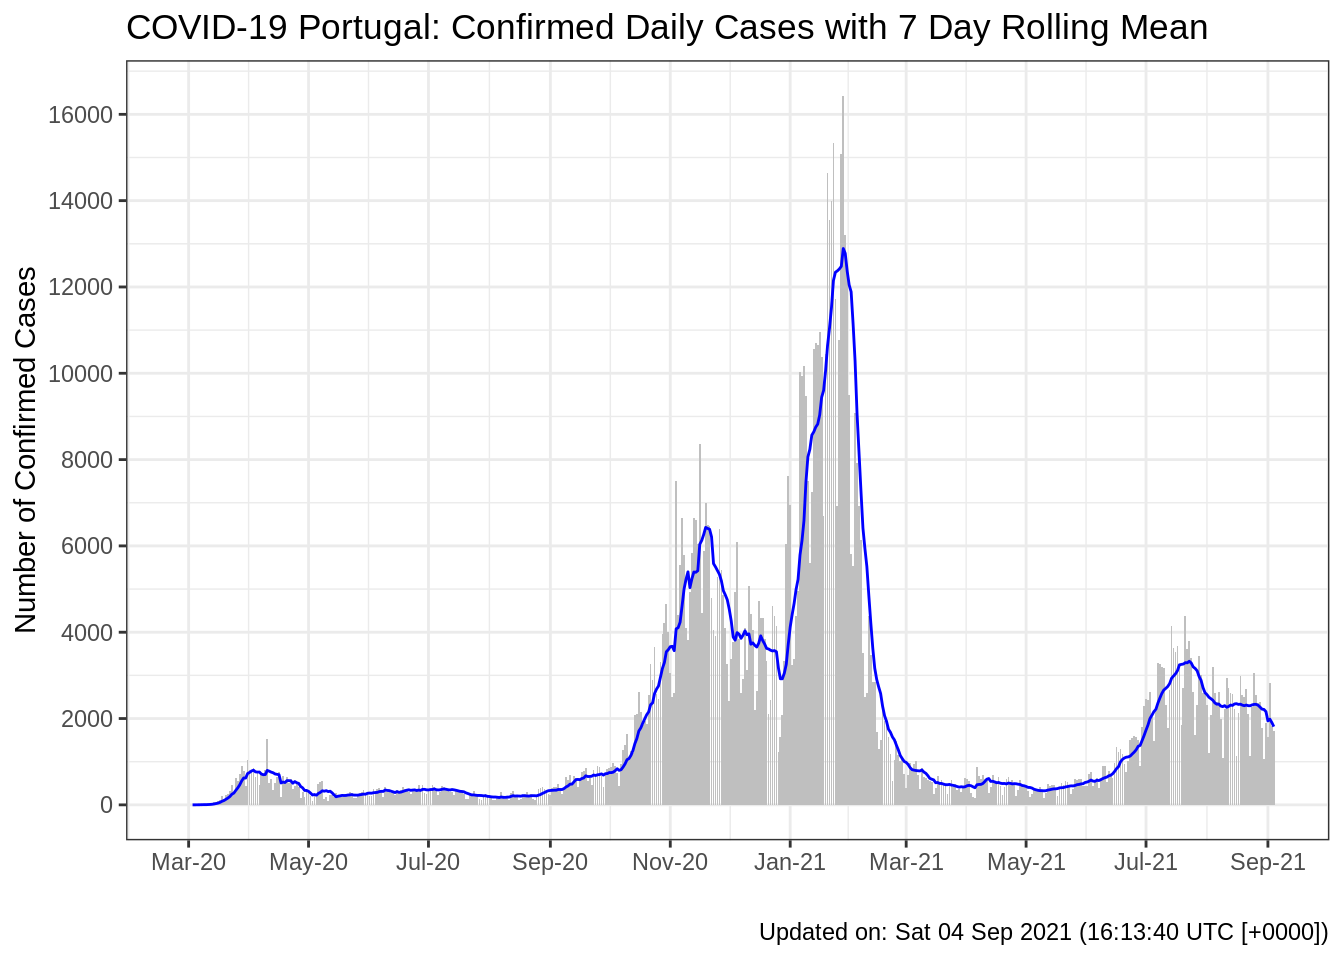 COVID-19 Portugal: Confirmed Daily Cases with 7 Day Rolling Mean
Number of Confirmed Cases
16000
14000
12000
10000
8000
6000
4000
2000
0
Mar-20 May-20 Jul-20 Sep-20 Nov-20 Jan-21 Mar-21 May-21 Jul-21 Sep-21
Updated on: Sat 04 Sep 2021 (16:13:40 UTC [+0000])